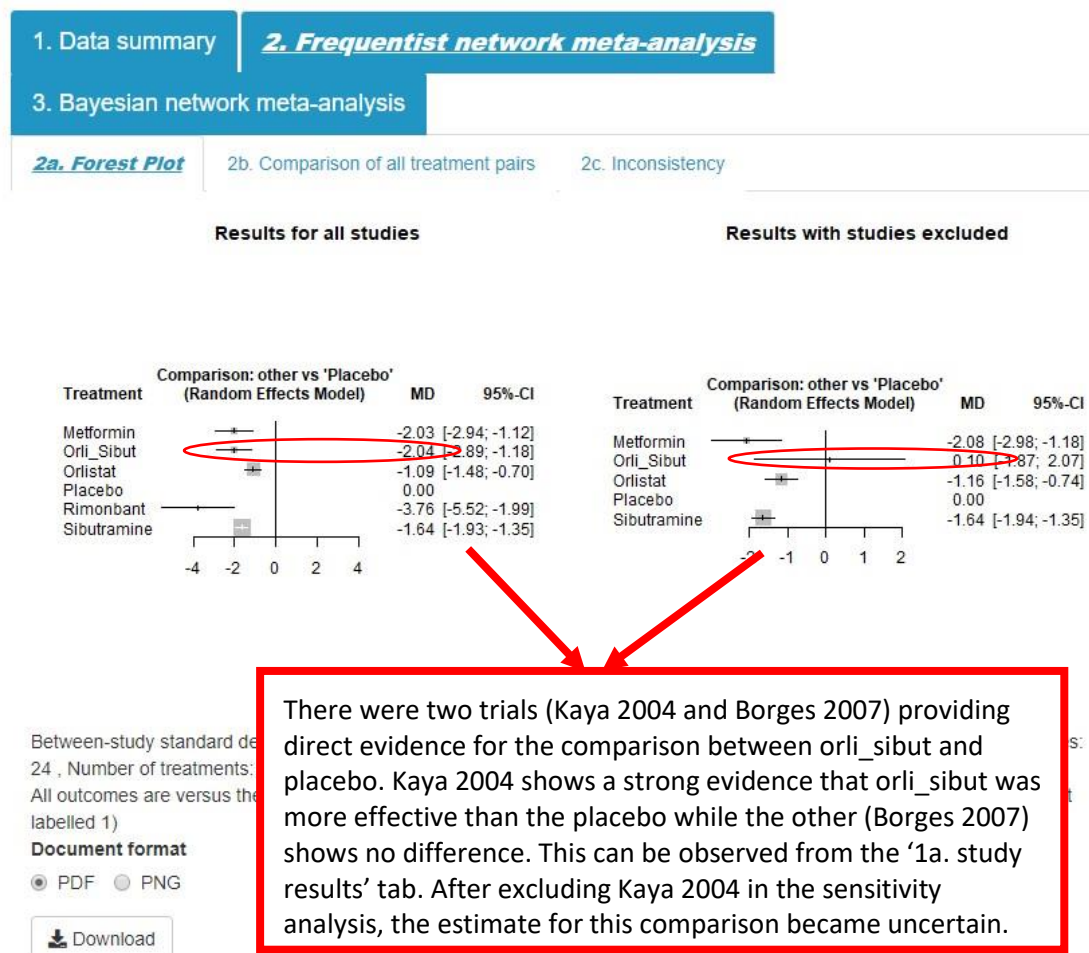 1. Data summary
2. Frequentist network meta-analysis
3. Bayesian network meta-analysis
2a. Forest Plot
2b. Comparison of all treatment pairs
2c. Inconsistency
Results for all studies
Comparison: other vs 'Placebo'
Treatment (Random Effects Model) MD 95%-CI
Metformin -2.03 [-2.94; -1.12]
Orli_Sibut -2.04 [-2.89; -1.18]
Orlistat -1.09 [-1.48; -0.70]
Placebo 0.00
Rimonbant -3.76 [-5.52; -1.99]
Sibutramine -1.64 [-1.93; -1.35]
-4 -2 0 2 4
Results with studies excluded
Comparison: other vs 'Placebo'
Treatment (Random Effects Model) MD 95%-CI
Metformin -2.08 [-2.98; -1.18]
Orli_Sibut 0.10 [-1.87; 2.07]
Orlistat -1.16 [-1.58; -0.74]
Placebo 0.00
Sibutramine -1.64 [-1.94; -1.35]
-2 -1 0 1 2
There were two trials (Kaya 2004 and Borges 2007) providing
direct evidence for the comparison between orli_sibut and
placebo. Kaya 2004 shows a strong evidence that orli_sibut was
more effective than the placebo while the other (Borges 2007)
shows no difference. This can be observed from the ‘1a. study
results’ tab. After excluding Kaya 2004 in the sensitivity
analysis, the estimate for this comparison became uncertain.
Between-study standard
24 , Number of treatments:
All outcomes are versus the
labelled 1)
Document format
PDF PNG
Download